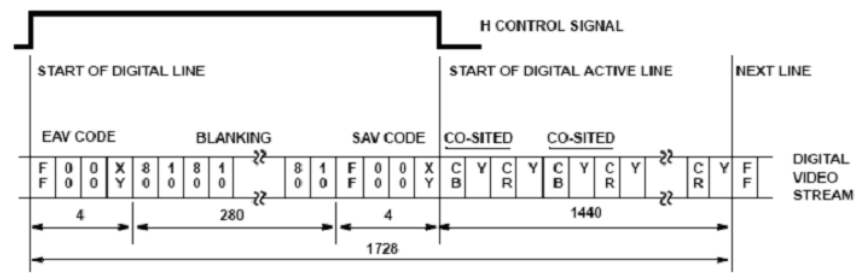 H CONTROL SIGNAL
START OF DIGITAL LINE START OF DIGITAL ACTIVE LINE NEXT LINE
EAV CODE BLANKING SAV CODE CO-SITED CO-SITED
F 0 0 X 8 1 8 1 8 1 F 0 0 X C Y C Y C Y C Y C Y F
F 0 0 Y 0 0 0 0 0 0 F 0 0 Y B R B R R F
DIGITAL
VIDEO
STREAM
4 280 4 1440
1728